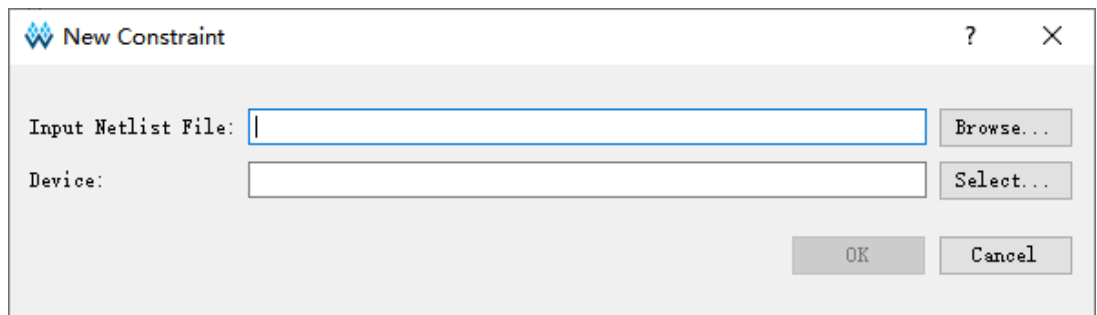 New Constraint ?
Input Netlist File: Browse...
Device: Select...
OK Cancel